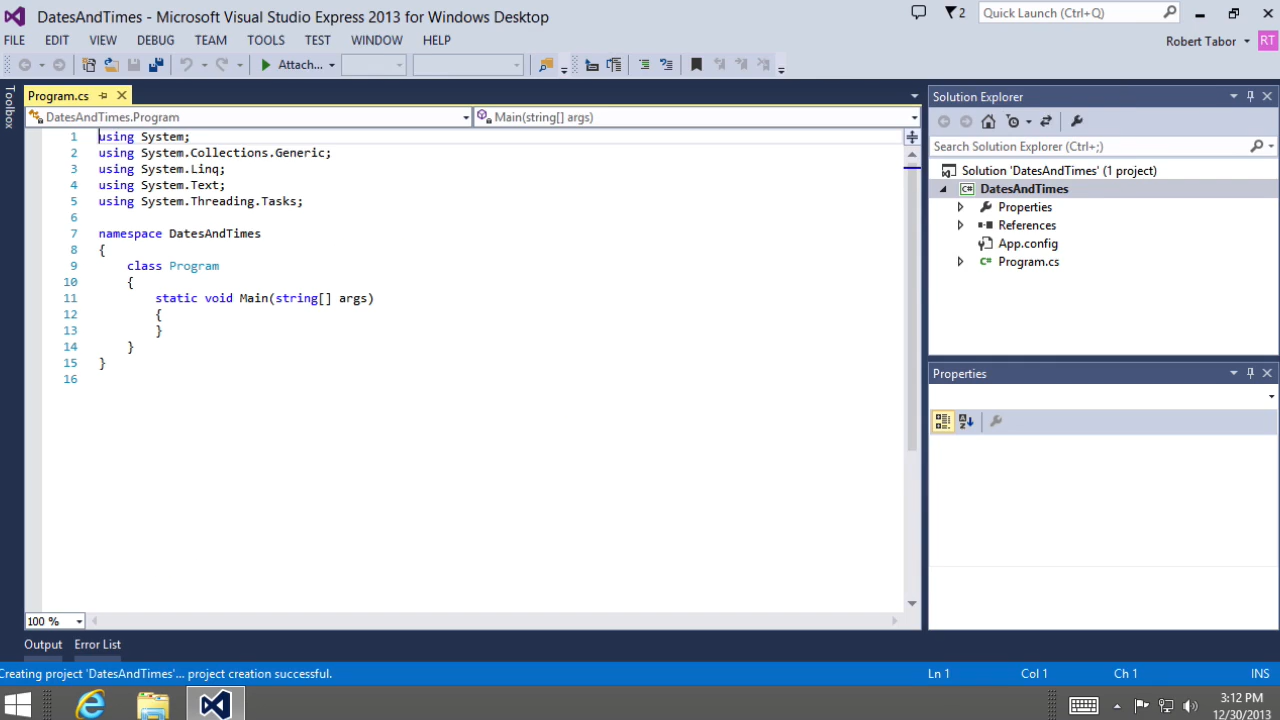 DatesAndTimes - Microsoft Visual Studio Express 2013 for Windows Desktop
2
Quick Launch (Ctrl+Q)
FILE EDIT VIEW DEBUG TEAM TOOLS TEST WINDOW HELP
Robert Tabor RT
Attach...
Toolbox
Program.cs
DatesAndTimes.Program
Main(string[] args)
1 using System;
2 using System.Collections.Generic;
3 using System.Linq;
4 using System.Text;
5 using System.Threading.Tasks;
6
7 namespace DatesAndTimes
8 {
9 class Program
10 {
11 static void Main(string[] args)
12 {
13 }
14 }
15 }
16
100 %
Solution Explorer
Search Solution Explorer (Ctrl+;)
Solution 'DatesAndTimes' (1 project)
C# DatesAndTimes
Properties
References
App.config
C# Program.cs
Properties
Output Error List
Creating project 'DatesAndTimes'... project creation successful.
Ln 1 Col 1 Ch 1 INS
3:12 PM
12/30/2013